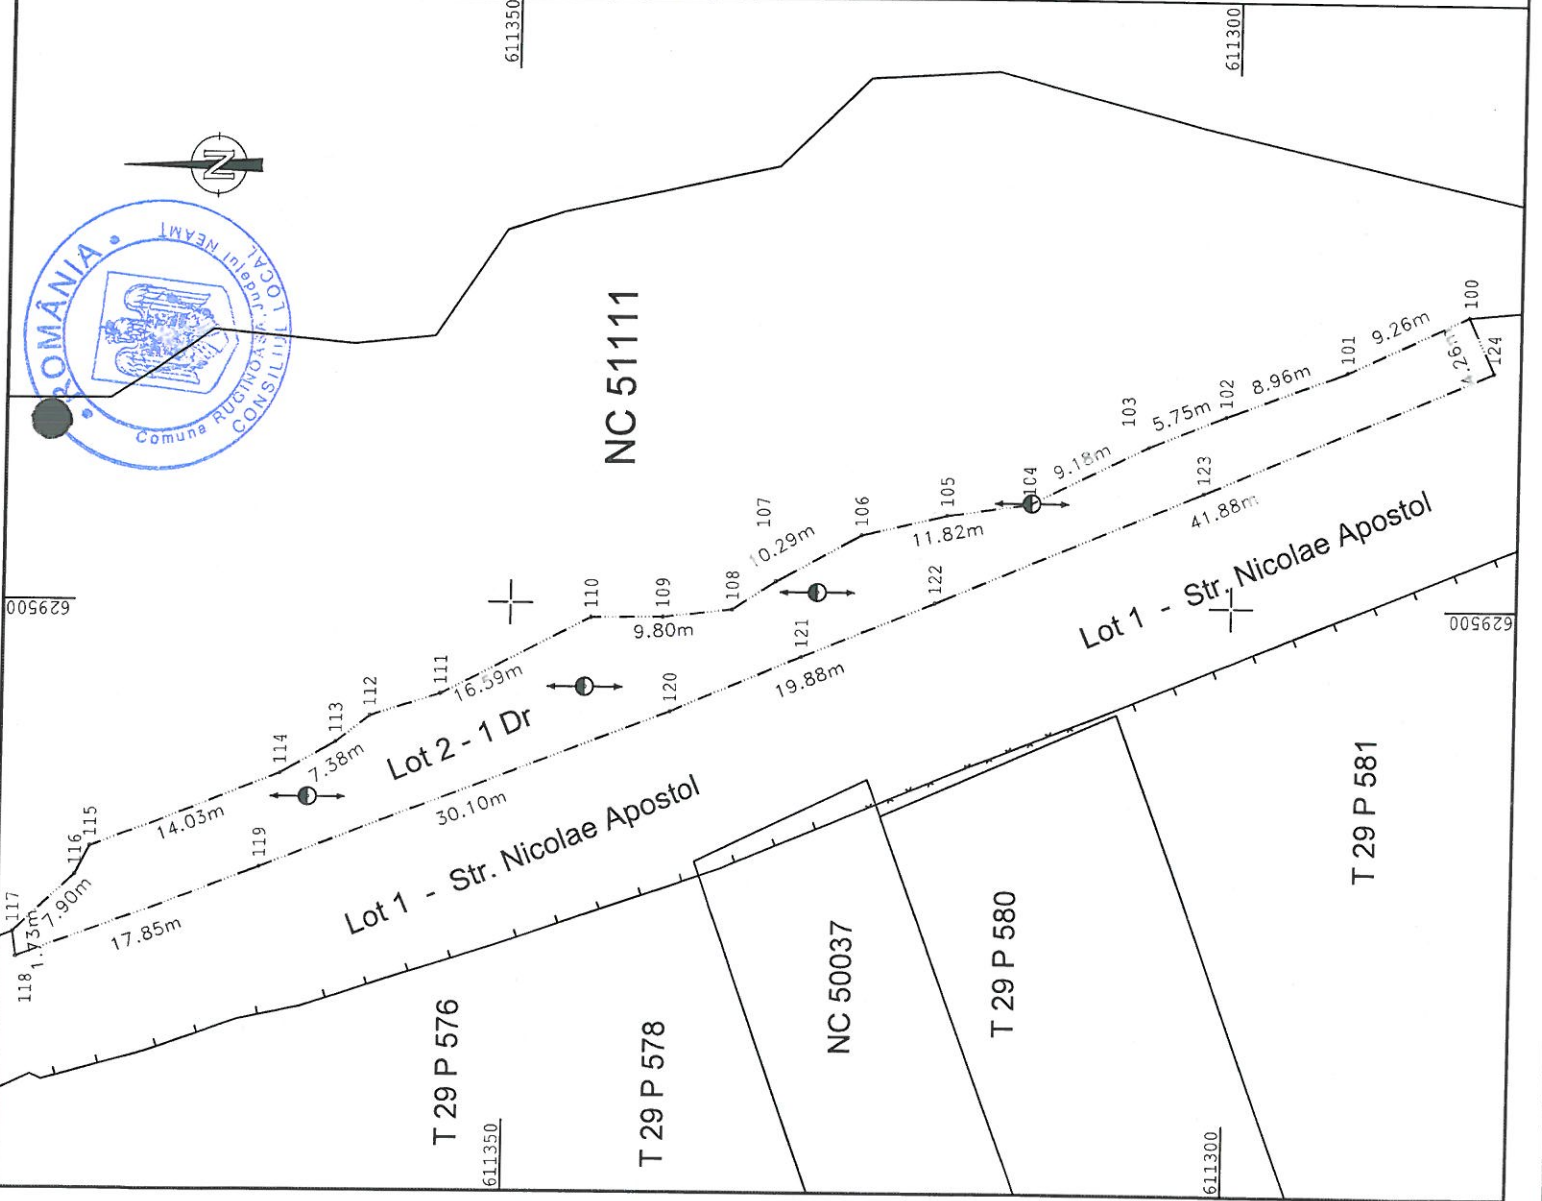 611350
611300
N
ROMÂNIA
Județul NEAMȚ
Comuna RUGINOASA
CONSILIUL LOCAL
NC 51111
629500
629500
100
124
4.26m
9.26m
101
8.96m
102
5.75m
103
9.18m
104
105
11.82m
106
10.29m
107
108
109
9.80m
110
16.59m
111
112
113
7.38m
114
14.03m
115
116
7.90m
117
1.73m
118
17.85m
119
30.10m
120
19.88m
121
122
41.88m
123
Lot 2 - 1 Dr
Lot 1 - Str. Nicolae Apostol
Lot 1 - Str. Nicolae Apostol
T 29 P 576
T 29 P 578
NC 50037
T 29 P 580
T 29 P 581
611350
611300